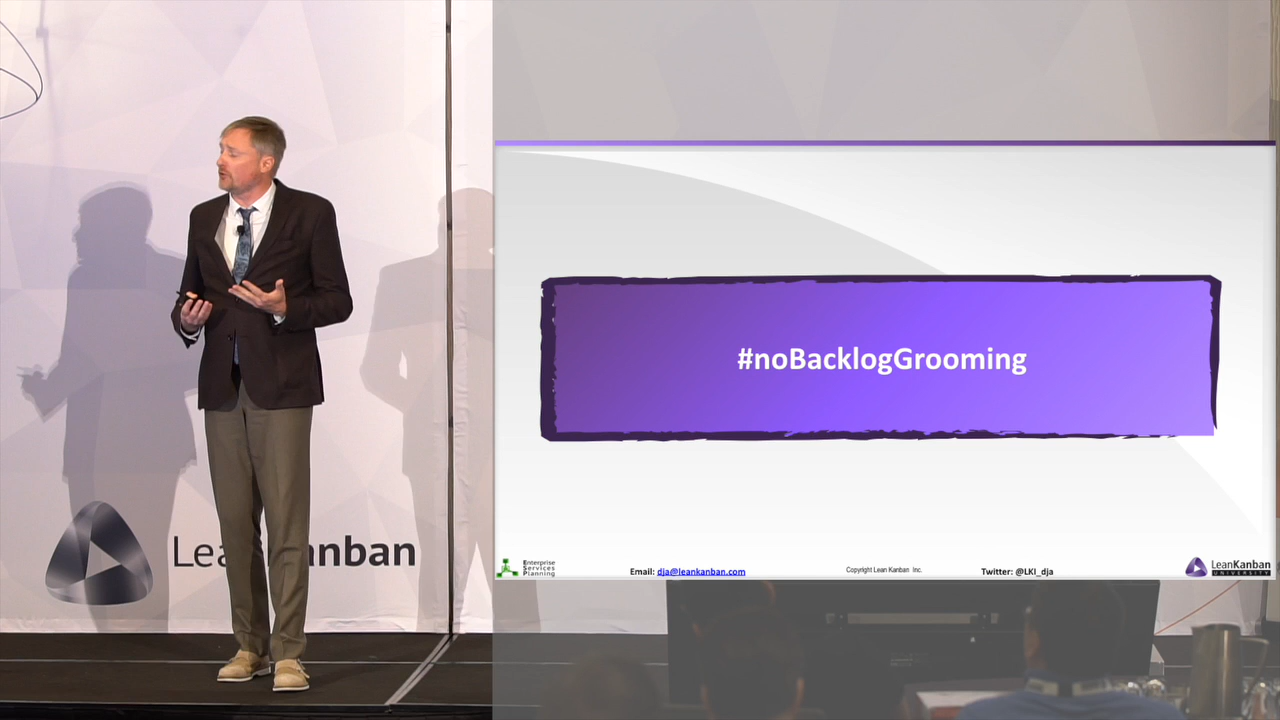 LeanKanban
#noBacklogGrooming
Enterprise
Services
Planning
Email: dja@leankanban.com
Copyright Lean Kanban Inc.
Twitter: @LKI_dja
LeanKanban
UNIVERSITY